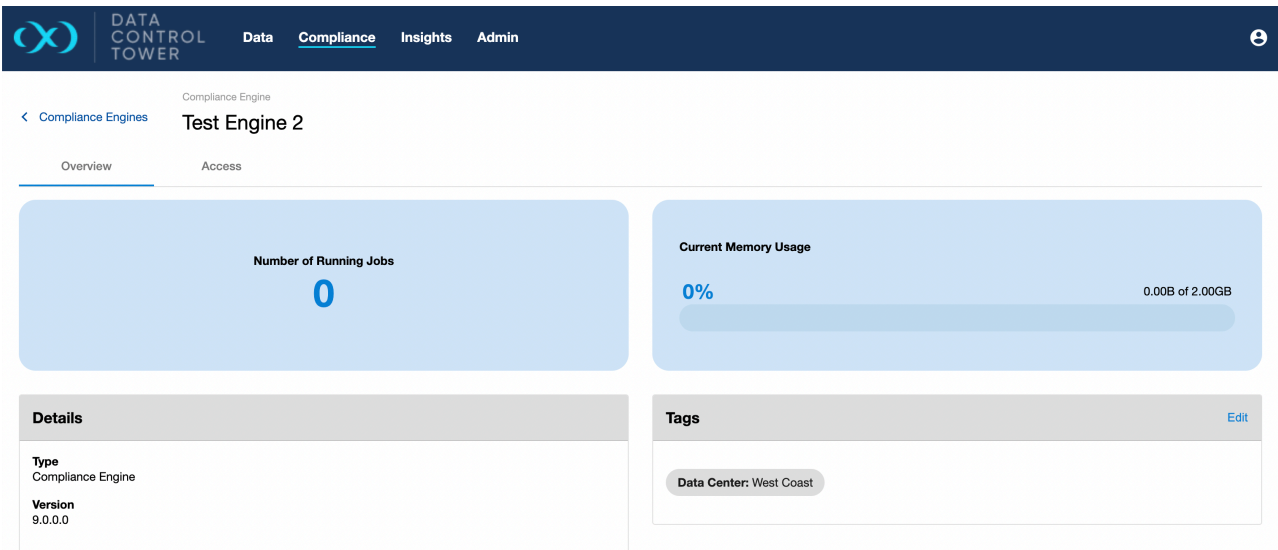 DATA
CONTROL
TOWER
Data Compliance Insights Admin
Compliance Engines
Compliance Engine
Test Engine 2
Overview Access
Number of Running Jobs
0
Current Memory Usage
0% 0.00B of 2.00GB
Details
Type
Compliance Engine
Version
9.0.0.0
Tags Edit
Data Center: West Coast